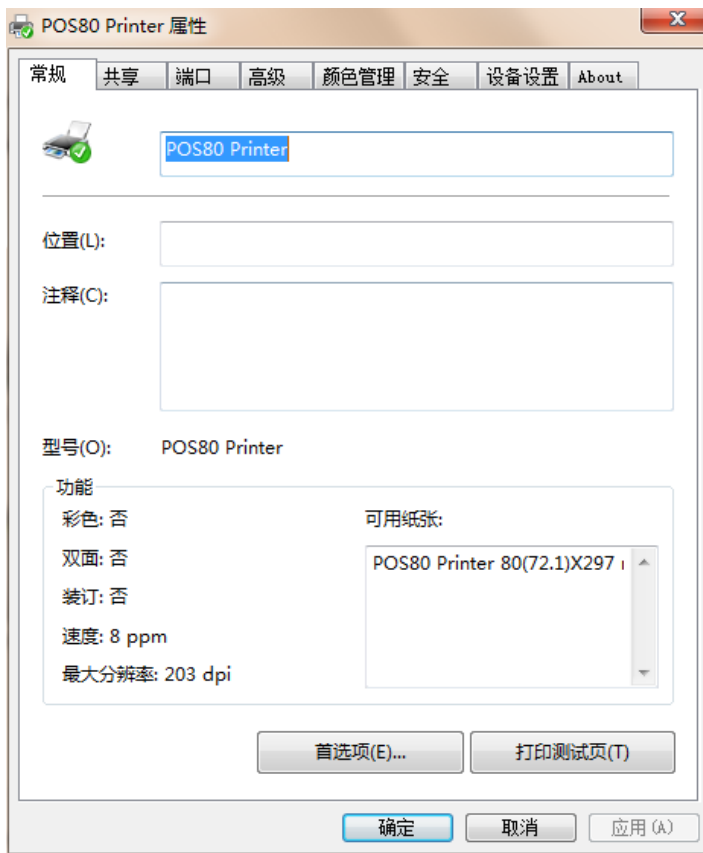 POS80 Printer 属性
常规 共享 端口 高级 颜色管理 安全 设备设置 About
POS80 Printer
位置(L):
注释(C):
型号(O): POS80 Printer
功能
彩色: 否 可用纸张:
双面: 否 POS80 Printer 80(72.1)X297
装订: 否
速度: 8 ppm
最大分辨率: 203 dpi
首选项(E)... 打印测试页(T)
确定 取消 应用(A)